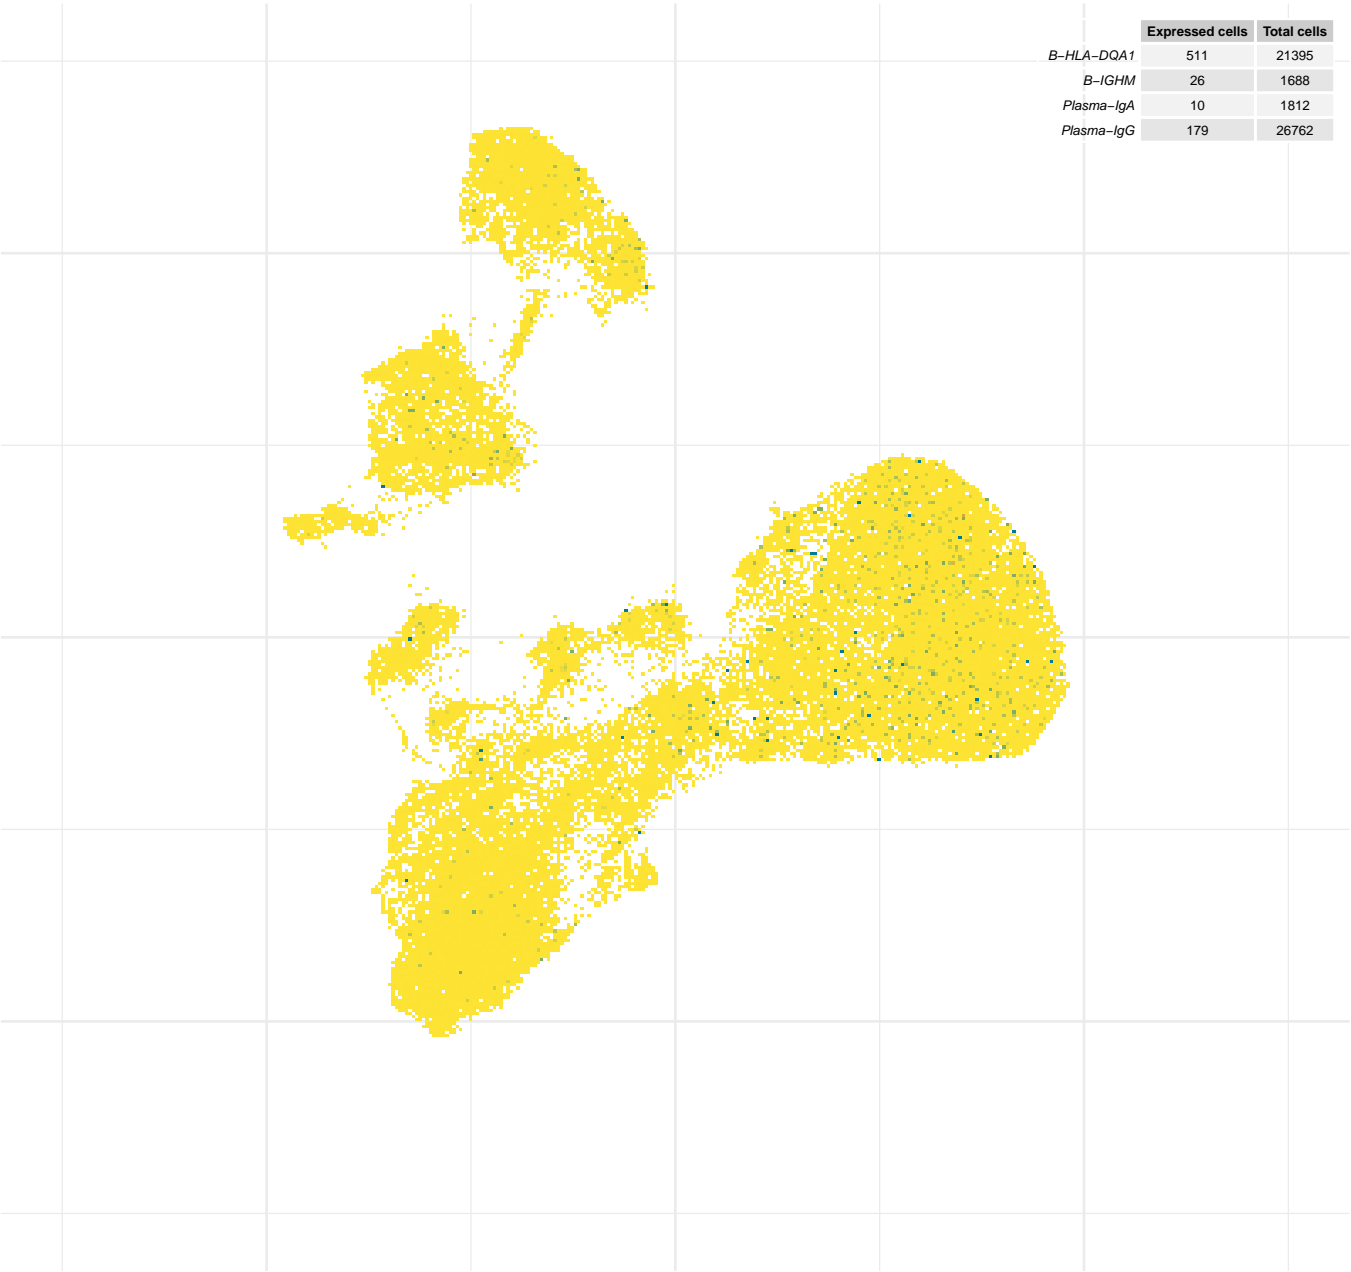 Expressed cells Total cells
B−HLA−DQA1 511 21395
B−IGHM 26 1688
Plasma−IgA 10 1812
Plasma−IgG 179 26762